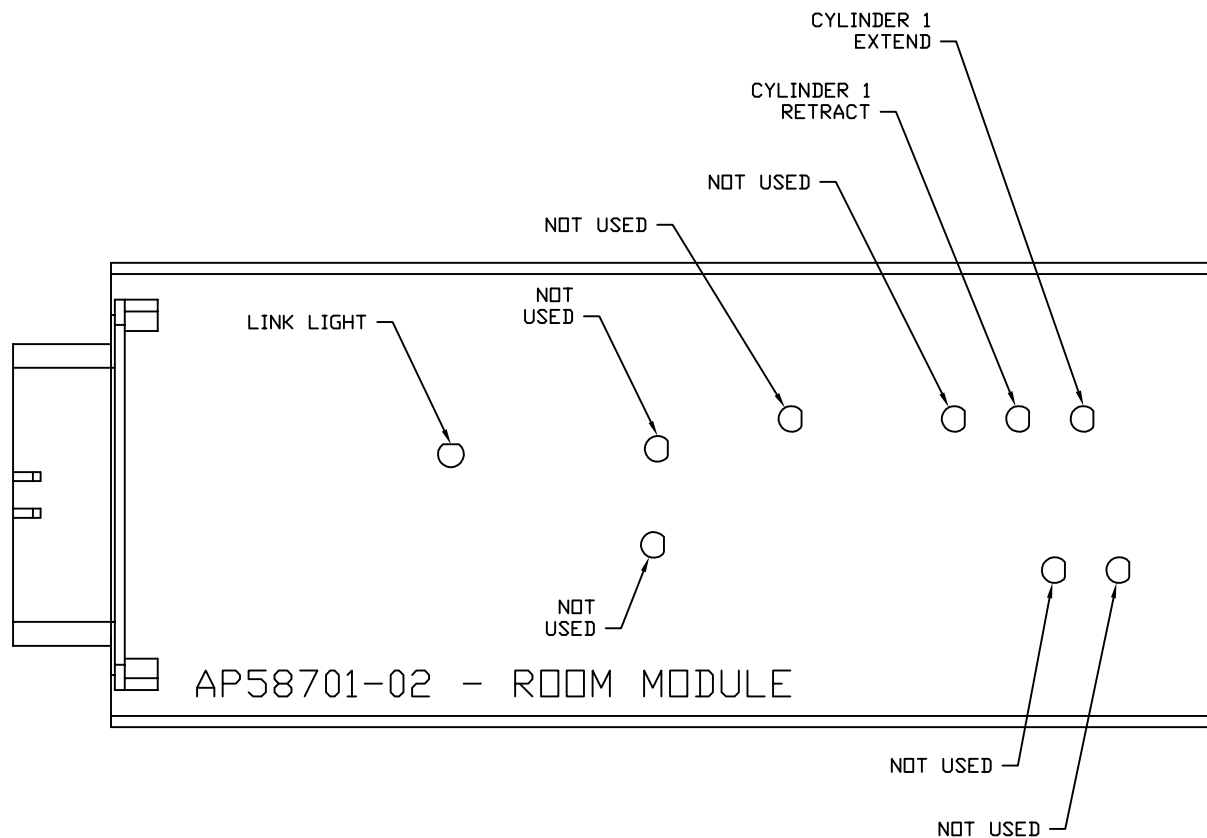 CYLINDER 1
EXTEND
CYLINDER 1
RETRACT
NOT USED
NOT USED
NOT
USED
LINK LIGHT
NOT
USED
AP58701-02 - ROOM MODULE
NOT USED
NOT USED